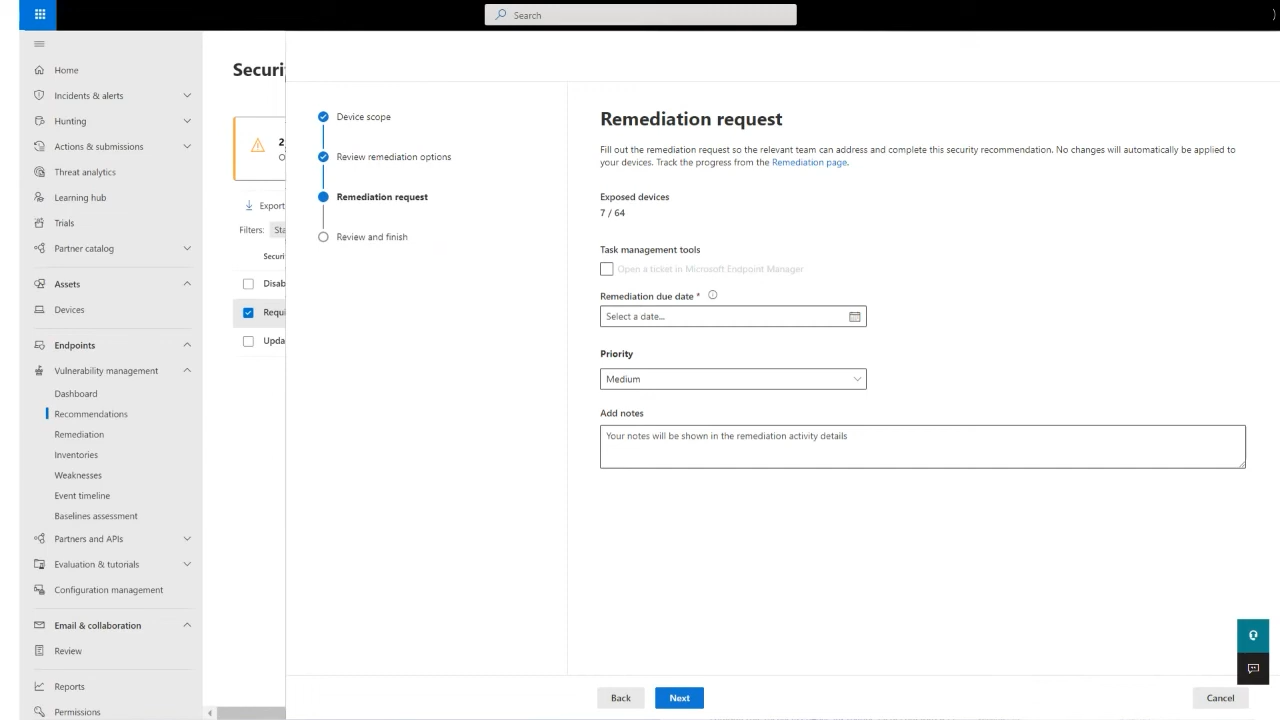 Search
Home
Incidents & alerts
Hunting
Actions & submissions
Threat analytics
Learning hub
Trials
Partner catalog
Assets
Devices
Endpoints
Vulnerability management
Dashboard
Recommendations
Remediation
Inventories
Weaknesses
Event timeline
Baselines assessment
Partners and APIs
Evaluation & tutorials
Configuration management
Email & collaboration
Review
Reports
Permissions
Securi
2
O
Export
Filters: Sta
Securi
Disab
Requi
Upda
Device scope
Review remediation options
Remediation request
Review and finish
Remediation request
Fill out the remediation request so the relevant team can address and complete this security recommendation. No changes will automatically be applied to
your devices. Track the progress from the Remediation page.
Exposed devices
7 / 64
Task management tools
Open a ticket in Microsoft Endpoint Manager
Remediation due date *
Select a date...
Priority
Medium
Add notes
Your notes will be shown in the remediation activity details
Back
Next
Cancel